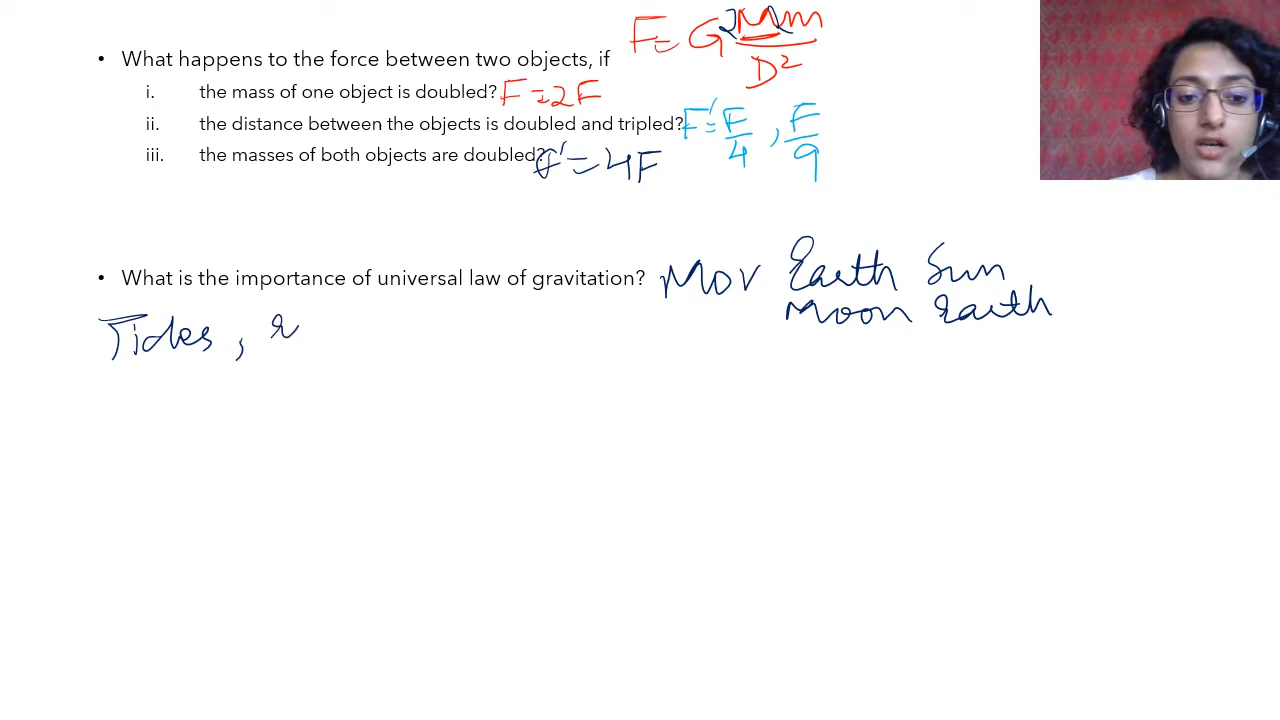 F = G 2M2m
D²
• What happens to the force between two objects, if
i. the mass of one object is doubled? F = 2F
ii. the distance between the objects is doubled and tripled? F' = F/4 , F/9
iii. the masses of both objects are doubled? F' = 4F
• What is the importance of universal law of gravitation? Mov Earth Sun
Moon Earth
Tides , r